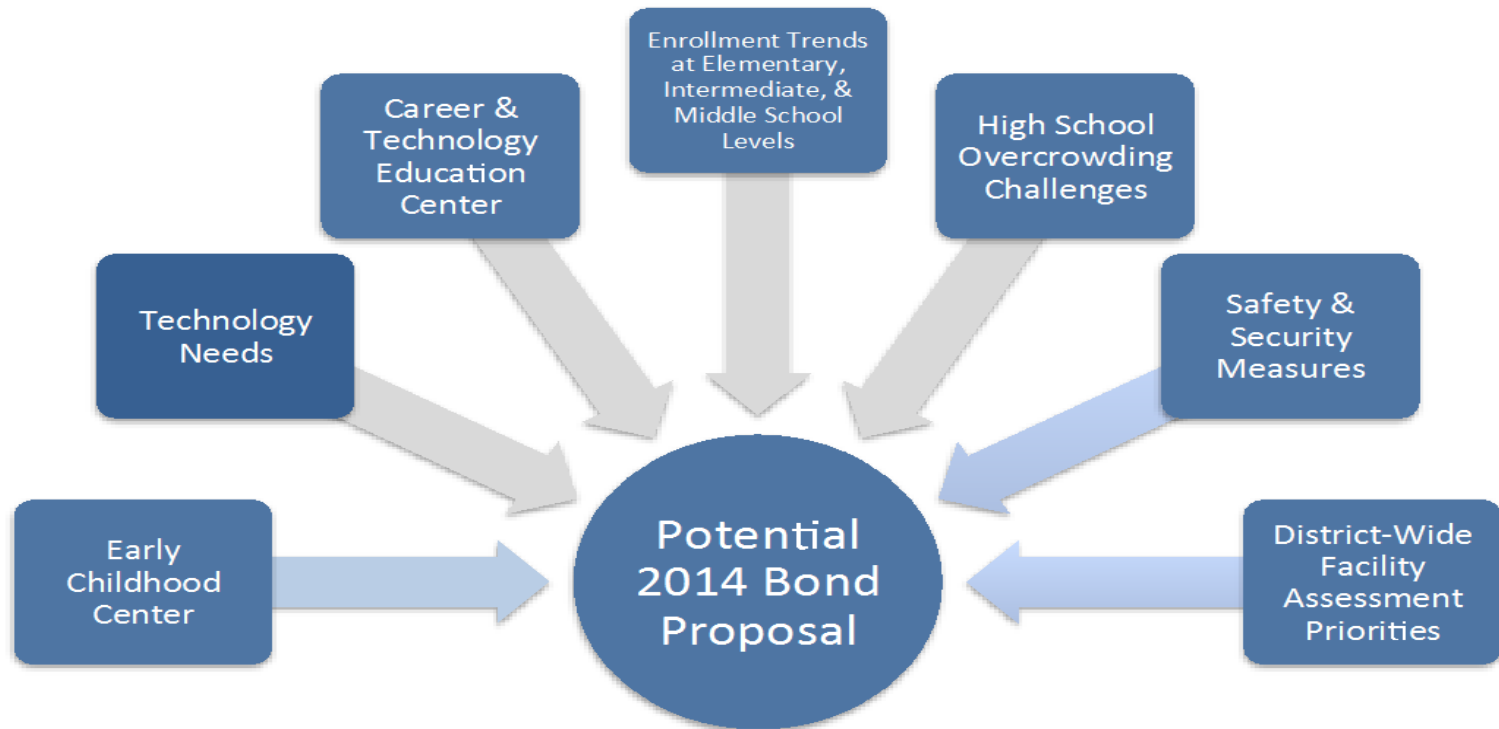 Enrollment Trends
at Elementary,
Intermediate, &
Middle School
Levels
Career &
Technology
Education
Center
High School
Overcrowding
Challenges
Technology
Needs
Safety &
Security
Measures
Early
Childhood
Center
Potential
2014 Bond
Proposal
District-Wide
Facility
Assessment
Priorities